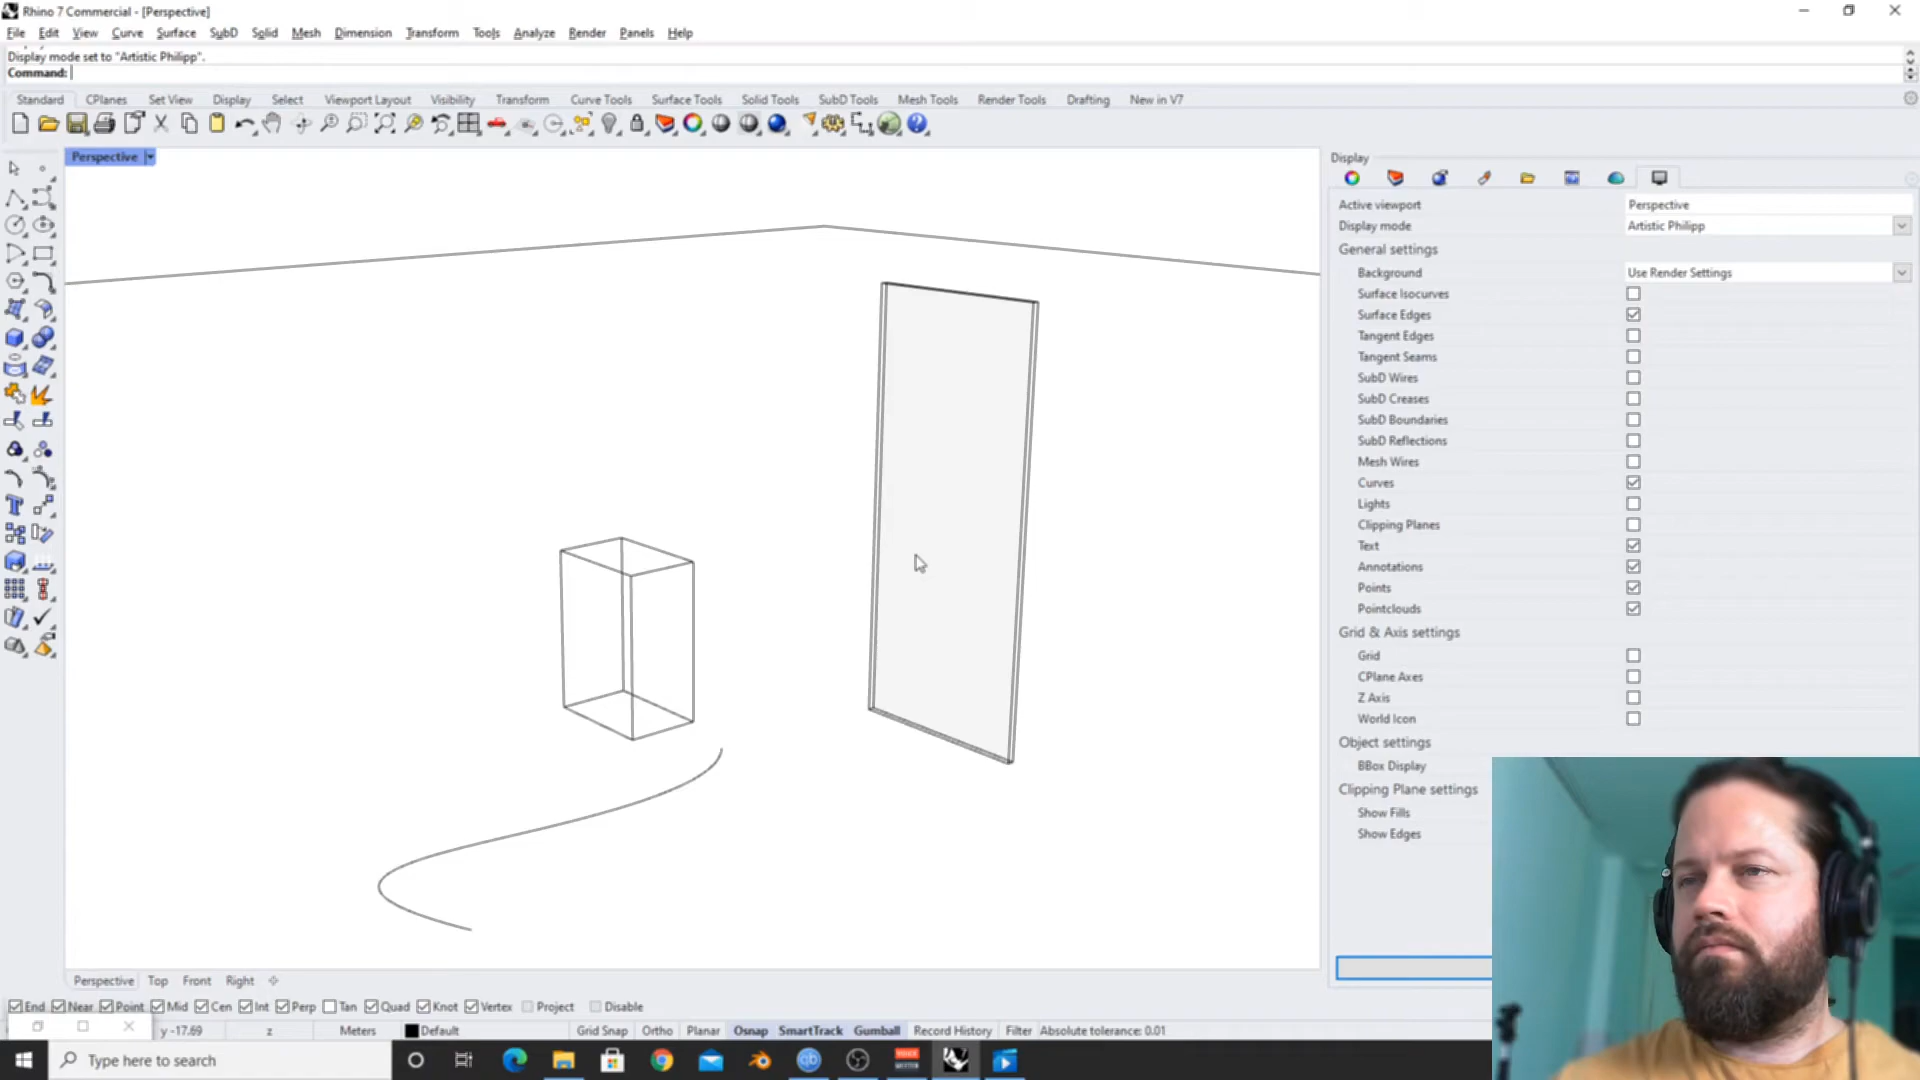 Rhino 7 Commercial - [Perspective]
File Edit View Curve Surface SubD Solid Mesh Dimension Transform Tools Analyze Render Panels Help
Display mode set to "Artistic Philipp".
Command:
Standard CPlanes Set View Display Select Viewport Layout Visibility Transform Curve Tools Surface Tools Solid Tools SubD Tools Mesh Tools Render Tools Drafting New in V7
Perspective
Display
Active viewport Perspective
Display mode Artistic Philipp
General settings
Background Use Render Settings
Surface Isocurves
Surface Edges
Tangent Edges
Tangent Seams
SubD Wires
SubD Creases
SubD Boundaries
SubD Reflections
Mesh Wires
Curves
Lights
Clipping Planes
Text
Annotations
Points
Pointclouds
Grid & Axis settings
Grid
CPlane Axes
Z Axis
World Icon
Object settings
BBox Display
Clipping Plane settings
Show Fills
Show Edges
Perspective Top Front Right
End Near Point Mid Cen Int Perp Tan Quad Knot Vertex Project Disable
y -17.69 z Meters Default Grid Snap Ortho Planar Osnap SmartTrack Gumball Record History Filter Absolute tolerance: 0.01
Type here to search